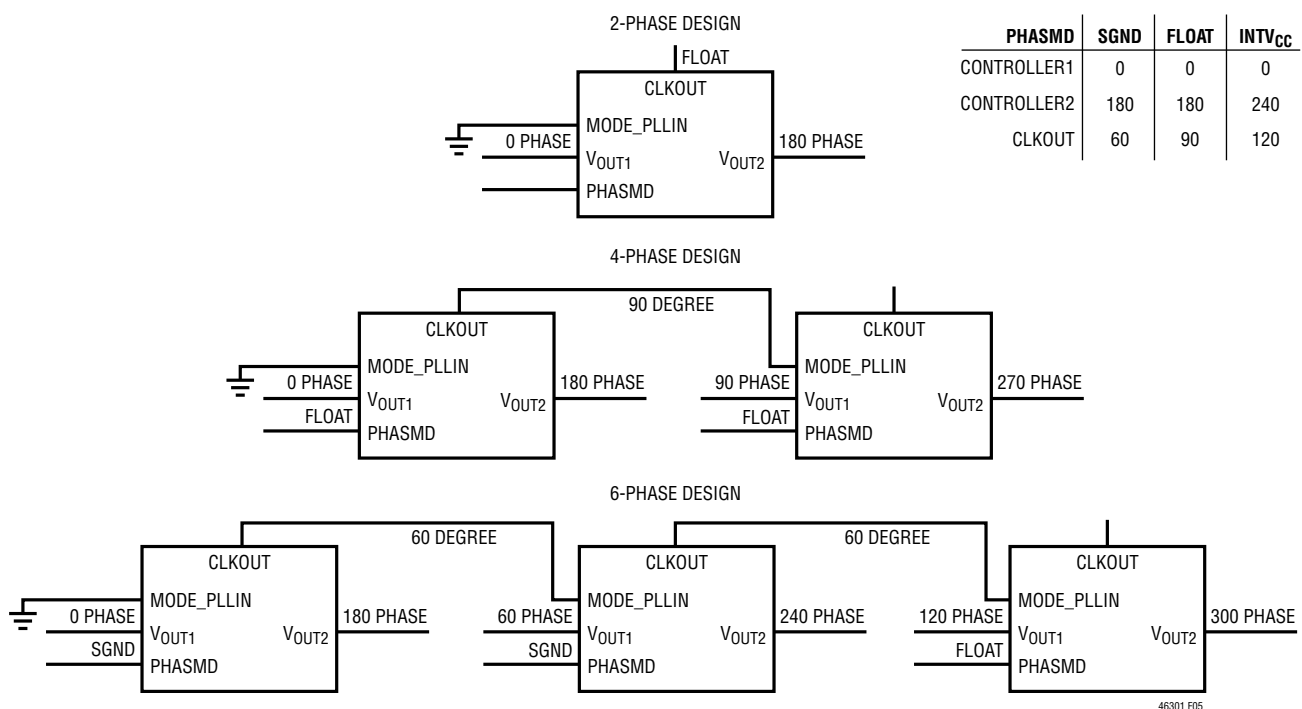 2-PHASE DESIGN
FLOAT
CLKOUT
MODE_PLLIN
0 PHASE
VOUT1
VOUT2
180 PHASE
PHASMD
PHASMD SGND FLOAT INTVCC
CONTROLLER1 0 0 0
CONTROLLER2 180 180 240
CLKOUT 60 90 120
4-PHASE DESIGN
90 DEGREE
CLKOUT
MODE_PLLIN
0 PHASE
VOUT1
VOUT2
180 PHASE
FLOAT
PHASMD
CLKOUT
MODE_PLLIN
90 PHASE
VOUT1
VOUT2
270 PHASE
FLOAT
PHASMD
6-PHASE DESIGN
60 DEGREE
60 DEGREE
CLKOUT
MODE_PLLIN
0 PHASE
VOUT1
VOUT2
180 PHASE
SGND
PHASMD
CLKOUT
MODE_PLLIN
60 PHASE
VOUT1
VOUT2
240 PHASE
SGND
PHASMD
CLKOUT
MODE_PLLIN
120 PHASE
VOUT1
VOUT2
300 PHASE
FLOAT
PHASMD
46301 F05